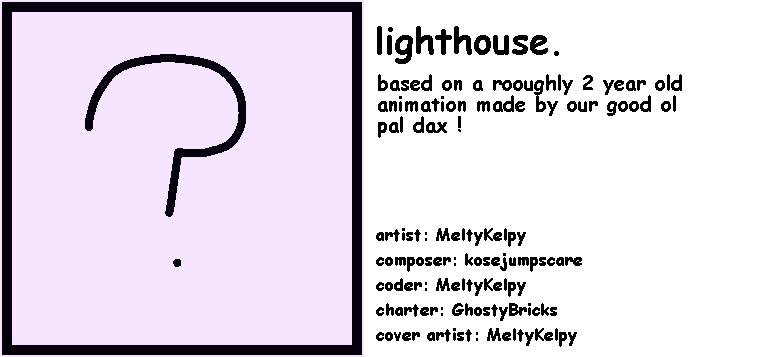 ?
lighthouse.
based on a rooughly 2 year old
animation made by our good ol
pal dax !
artist: MeltyKelpy
composer: kosejumpscare
coder: MeltyKelpy
charter: GhostyBricks
cover artist: MeltyKelpy